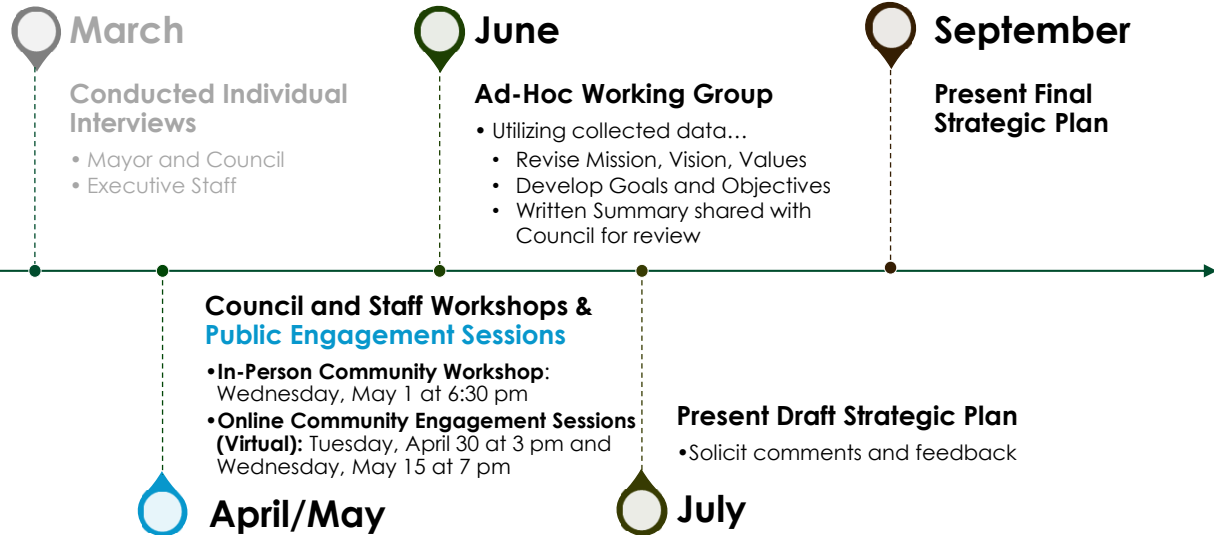 March
Conducted Individual
Interviews
• Mayor and Council
• Executive Staff
June
Ad-Hoc Working Group
• Utilizing collected data…
• Revise Mission, Vision, Values
• Develop Goals and Objectives
• Written Summary shared with
Council for review
September
Present Final
Strategic Plan
Council and Staff Workshops &
Public Engagement Sessions
•In-Person Community Workshop:
Wednesday, May 1 at 6:30 pm
•Online Community Engagement Sessions
(Virtual): Tuesday, April 30 at 3 pm and
Wednesday, May 15 at 7 pm
April/May
Present Draft Strategic Plan
•Solicit comments and feedback
July